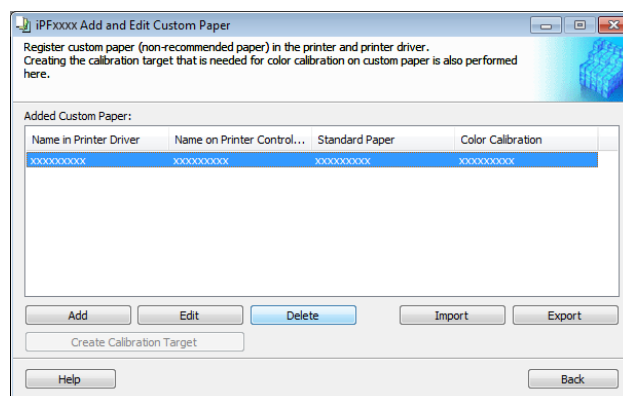 iPFxxxx Add and Edit Custom Paper
Register custom paper (non-recommended paper) in the printer and printer driver.
Creating the calibration target that is needed for color calibration on custom paper is also performed
here.
Added Custom Paper:
Name in Printer Driver Name on Printer Control... Standard Paper Color Calibration
xxxxxxxxx xxxxxxxxx xxxxxxxxx xxxxxxxxx
Add Edit Delete Import Export
Create Calibration Target
Help Back